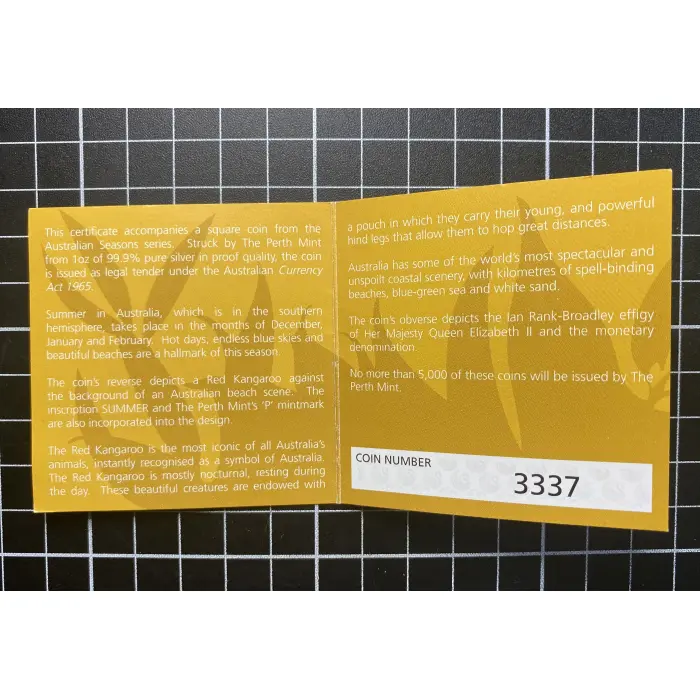 This certificate accompanies a square coin from the
Australian Seasons series. Struck by The Perth Mint
from 1oz of 99.9% pure silver in proof quality, the coin
is issued as legal tender under the Australian Currency
Act 1965.
Summer in Australia, which is in the southern
hemisphere, takes place in the months of December,
January and February. Hot days, endless blue skies and
beautiful beaches are a hallmark of this season.
The coin's reverse depicts a Red Kangaroo against
the background of an Australian beach scene. The
inscription SUMMER and The Perth Mint's 'P' mintmark
are also incorporated into the design.
The Red Kangaroo is the most iconic of all Australia's
animals, instantly recognised as a symbol of Australia.
The Red Kangaroo is mostly nocturnal, resting during
the day. These beautiful creatures are endowed with
a pouch in which they carry their young, and powerful
hind legs that allow them to hop great distances.
Australia has some of the world's most spectacular and
unspoilt coastal scenery, with kilometres of spell-binding
beaches, blue-green sea and white sand.
The coin's obverse depicts the Ian Rank-Broadley effigy
of Her Majesty Queen Elizabeth II and the monetary
denomination.
No more than 5,000 of these coins will be issued by The
Perth Mint.
COIN NUMBER
3337